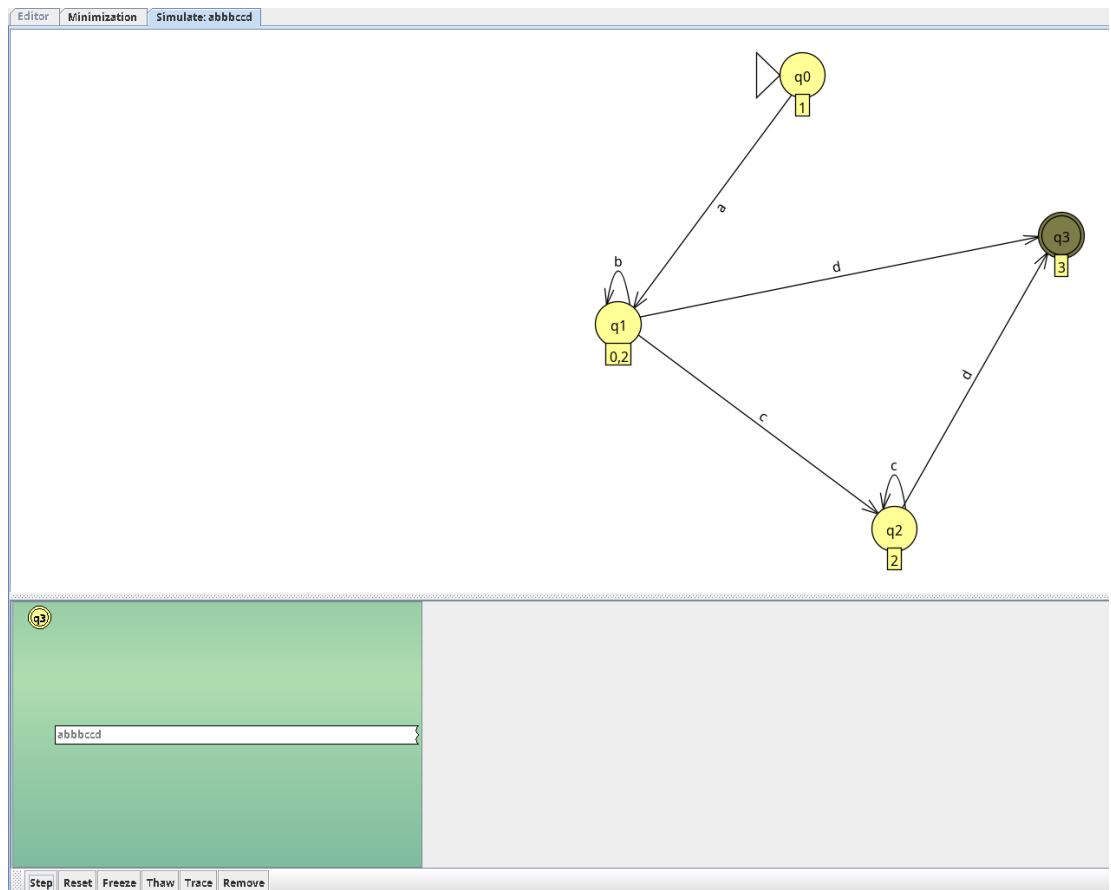 Editor Minimization Simulate: abbbccd
q0
1
a
q3
3
d
b
q1
0,2
d
c
c
q2
2
q3
abbbccd
Step Reset Freeze Thaw Trace Remove